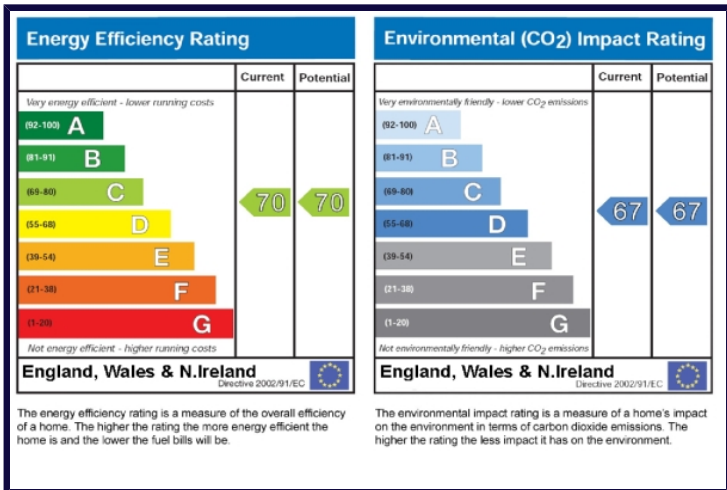 Energy Efficiency Rating
Current Potential
Very energy efficient - lower running costs
(92-100) A
(81-91) B
(69-80) C
70 70
(55-68) D
(39-54) E
(21-38) F
(1-20) G
Not energy efficient - higher running costs
England, Wales & N.Ireland
Directive 2002/91/EC
The energy efficiency rating is a measure of the overall efficiency
of a home. The higher the rating the more energy efficient the
home is and the lower the fuel bills will be.
Environmental (CO2) Impact Rating
Current Potential
Very environmentally friendly - lower CO2 emissions
(92-100) A
(81-91) B
(69-80) C
67 67
(55-68) D
(39-54) E
(21-38) F
(1-20) G
Not environmentally friendly - higher CO2 emissions
England, Wales & N.Ireland
Directive 2002/91/EC
The environmental impact rating is a measure of a home's impact
on the environment in terms of carbon dioxide emissions. The
higher the rating the less impact it has on the environment.